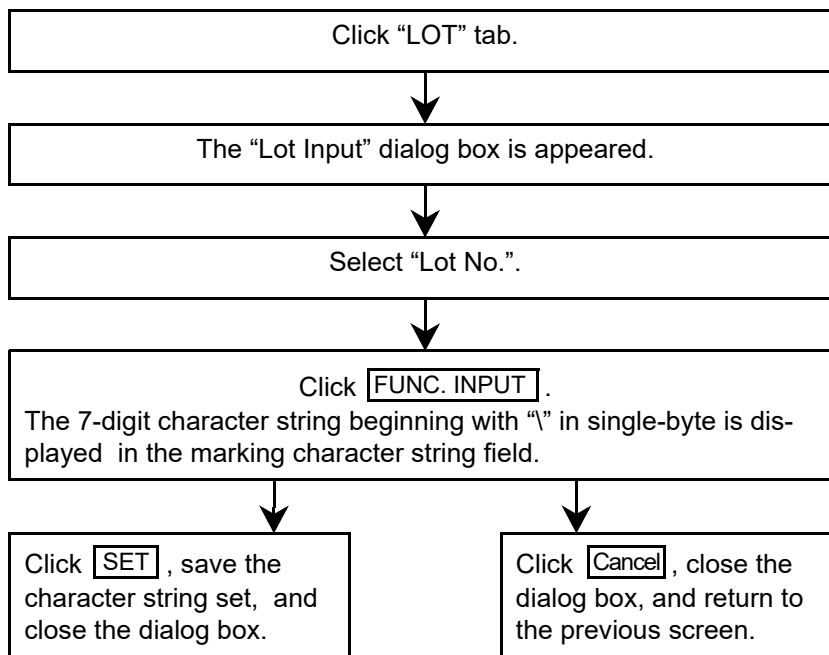 Click “LOT” tab.
The “Lot Input” dialog box is appeared.
Select “Lot No.”.
Click FUNC. INPUT .
The 7-digit character string beginning with “\” in single-byte is dis-
played in the marking character string field.
Click SET , save the
character string set, and
close the dialog box.
Click Cancel , close the
dialog box, and return to
the previous screen.